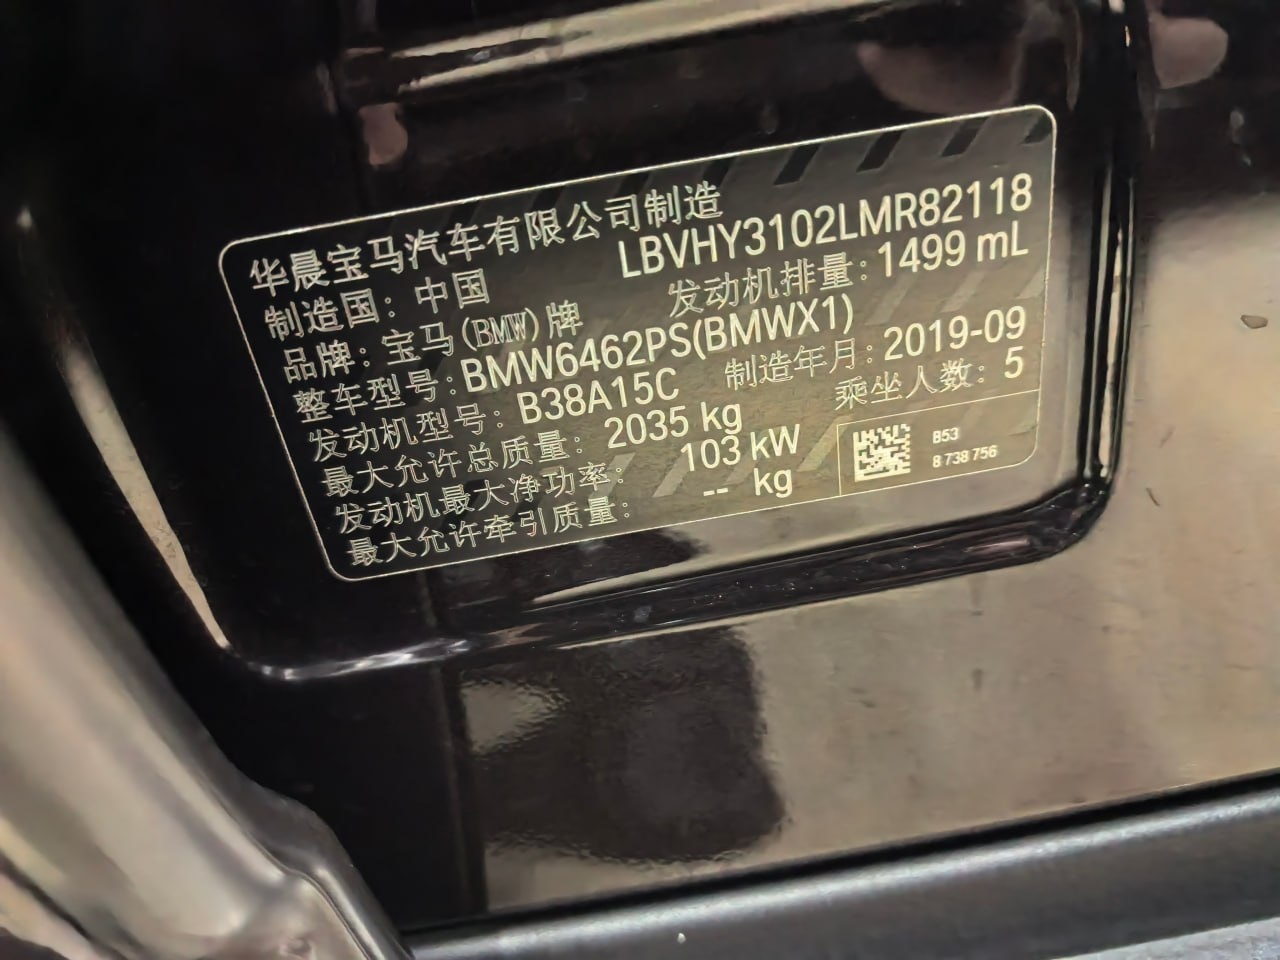 华晨宝马汽车有限公司制造
制造国：中国 LBVHY3102LMR82118
品牌：宝马(BMW)牌 发动机排量：1499 mL
整车型号：BMW6462PS(BMWX1)
发动机型号：B38A15C 制造年月：2019-09
最大允许总质量：2035 kg 乘坐人数：5
发动机最大净功率：103 kW
最大允许牵引质量：-- kg
B53
8 738 756